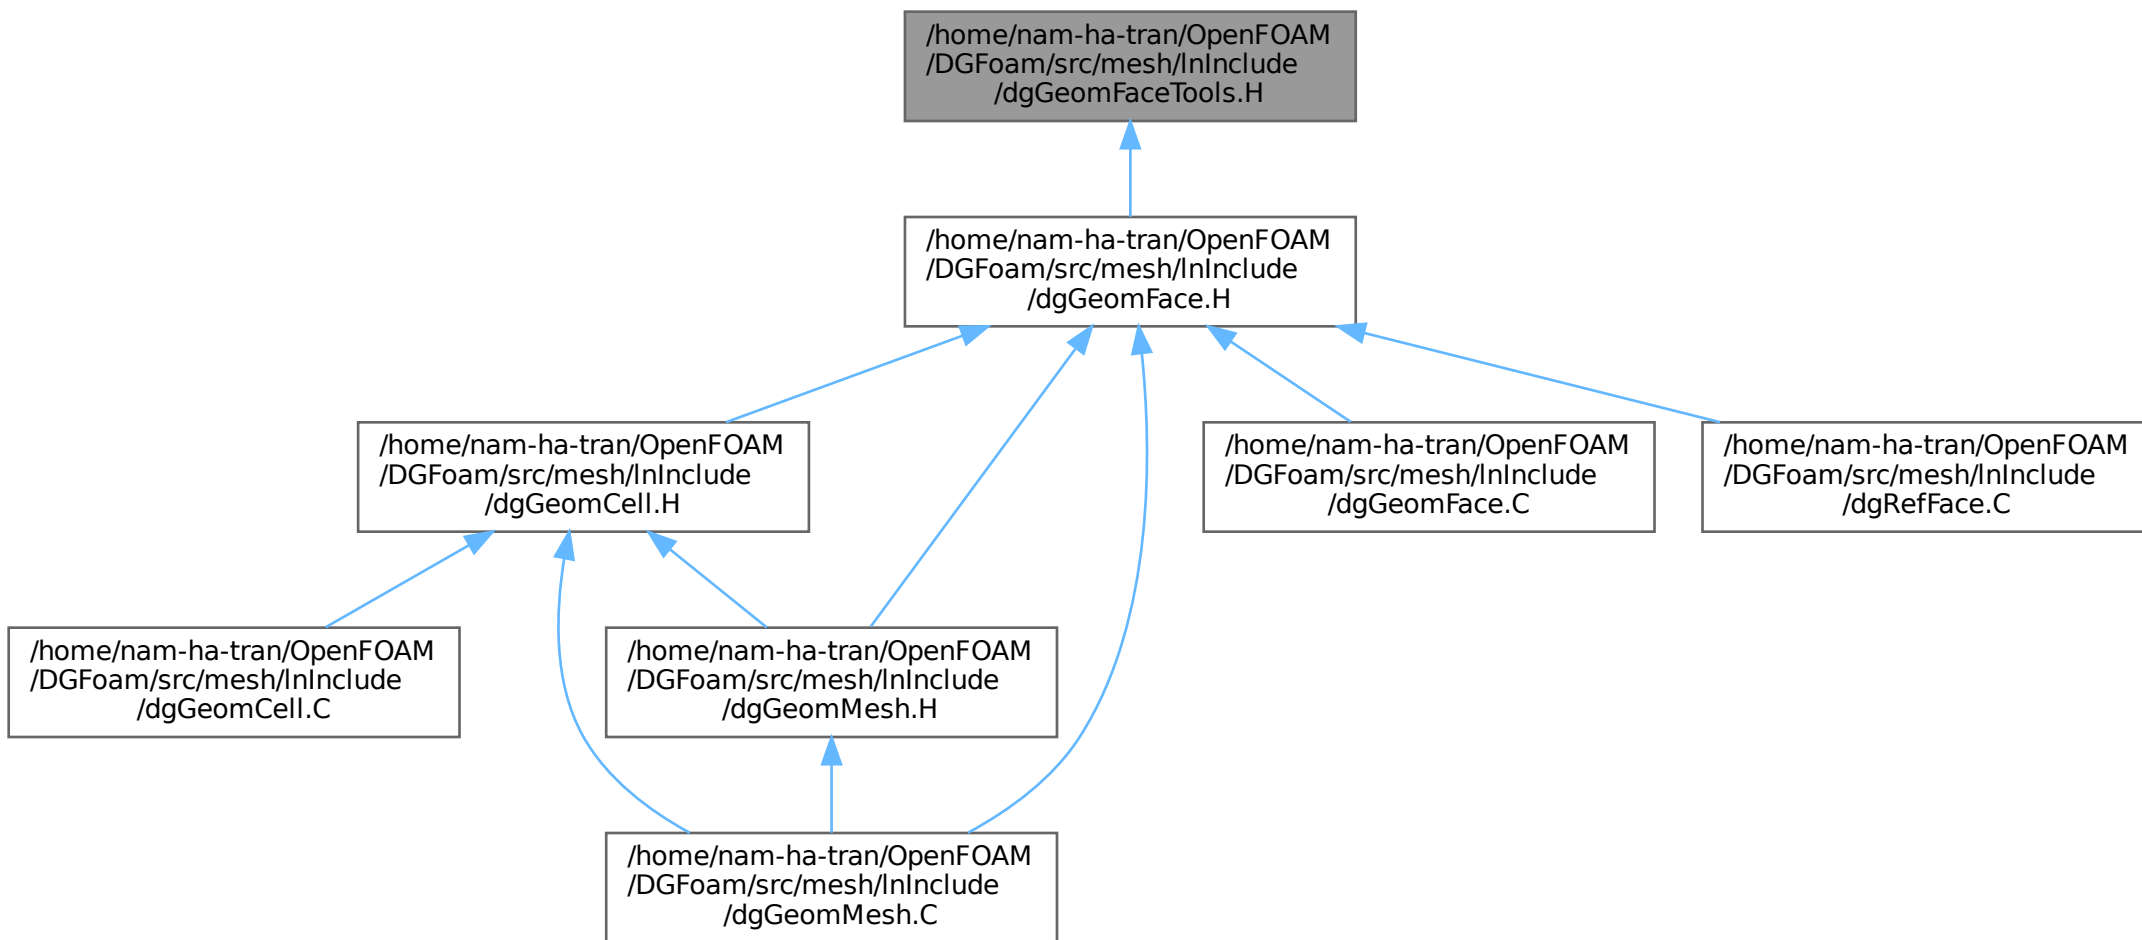 /home/nam-ha-tran/OpenFOAM
/DGFoam/src/mesh/lnInclude
/dgGeomFaceTools.H
/home/nam-ha-tran/OpenFOAM
/DGFoam/src/mesh/lnInclude
/dgGeomFace.H
/home/nam-ha-tran/OpenFOAM
/DGFoam/src/mesh/lnInclude
/dgGeomCell.H
/home/nam-ha-tran/OpenFOAM
/DGFoam/src/mesh/lnInclude
/dgGeomFace.C
/home/nam-ha-tran/OpenFOAM
/DGFoam/src/mesh/lnInclude
/dgRefFace.C
/home/nam-ha-tran/OpenFOAM
/DGFoam/src/mesh/lnInclude
/dgGeomCell.C
/home/nam-ha-tran/OpenFOAM
/DGFoam/src/mesh/lnInclude
/dgGeomMesh.H
/home/nam-ha-tran/OpenFOAM
/DGFoam/src/mesh/lnInclude
/dgGeomMesh.C